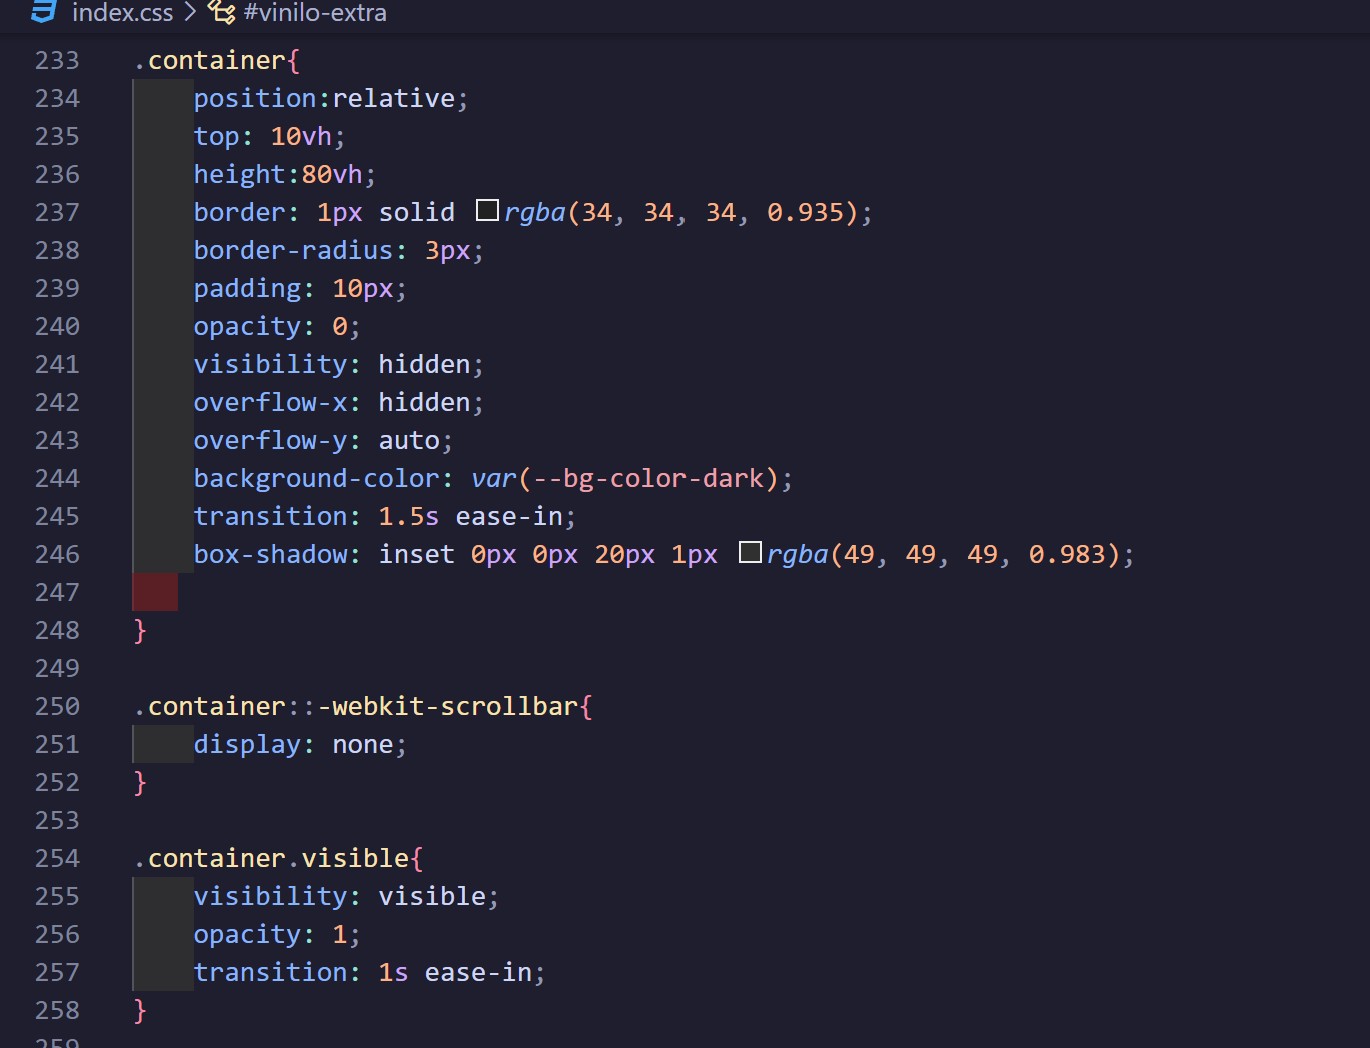 index.css > #vinilo-extra
233 .container{
234 position:relative;
235 top: 10vh;
236 height:80vh;
237 border: 1px solid rgba(34, 34, 34, 0.935);
238 border-radius: 3px;
239 padding: 10px;
240 opacity: 0;
241 visibility: hidden;
242 overflow-x: hidden;
243 overflow-y: auto;
244 background-color: var(--bg-color-dark);
245 transition: 1.5s ease-in;
246 box-shadow: inset 0px 0px 20px 1px rgba(49, 49, 49, 0.983);
247
248 }
249
250 .container::-webkit-scrollbar{
251 display: none;
252 }
253
254 .container.visible{
255 visibility: visible;
256 opacity: 1;
257 transition: 1s ease-in;
258 }
259